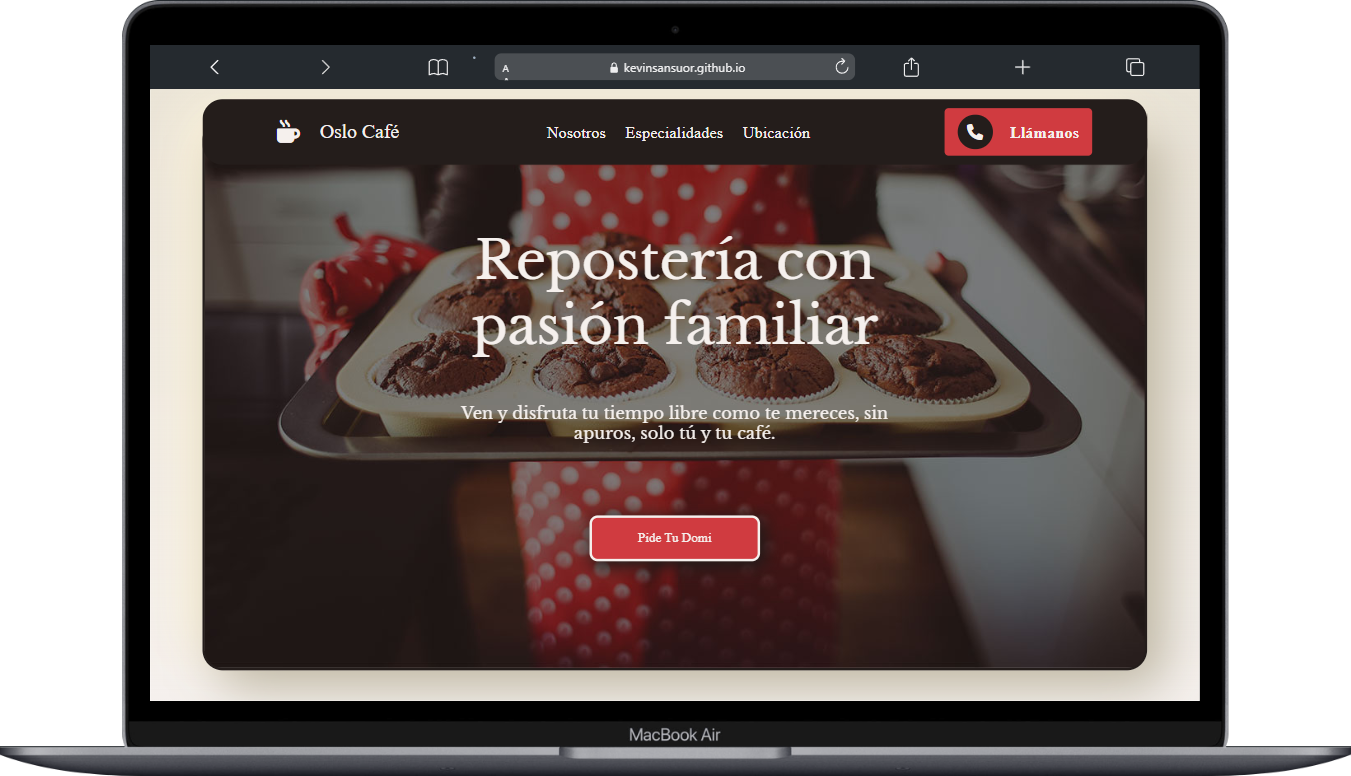 A
kevinsansuor.github.io
Oslo Café
Nosotros Especialidades Ubicación
Llámanos
Repostería con
pasión familiar
Ven y disfruta tu tiempo libre como te mereces, sin
apuros, solo tú y tu café.
Pide Tu Domi
MacBook Air